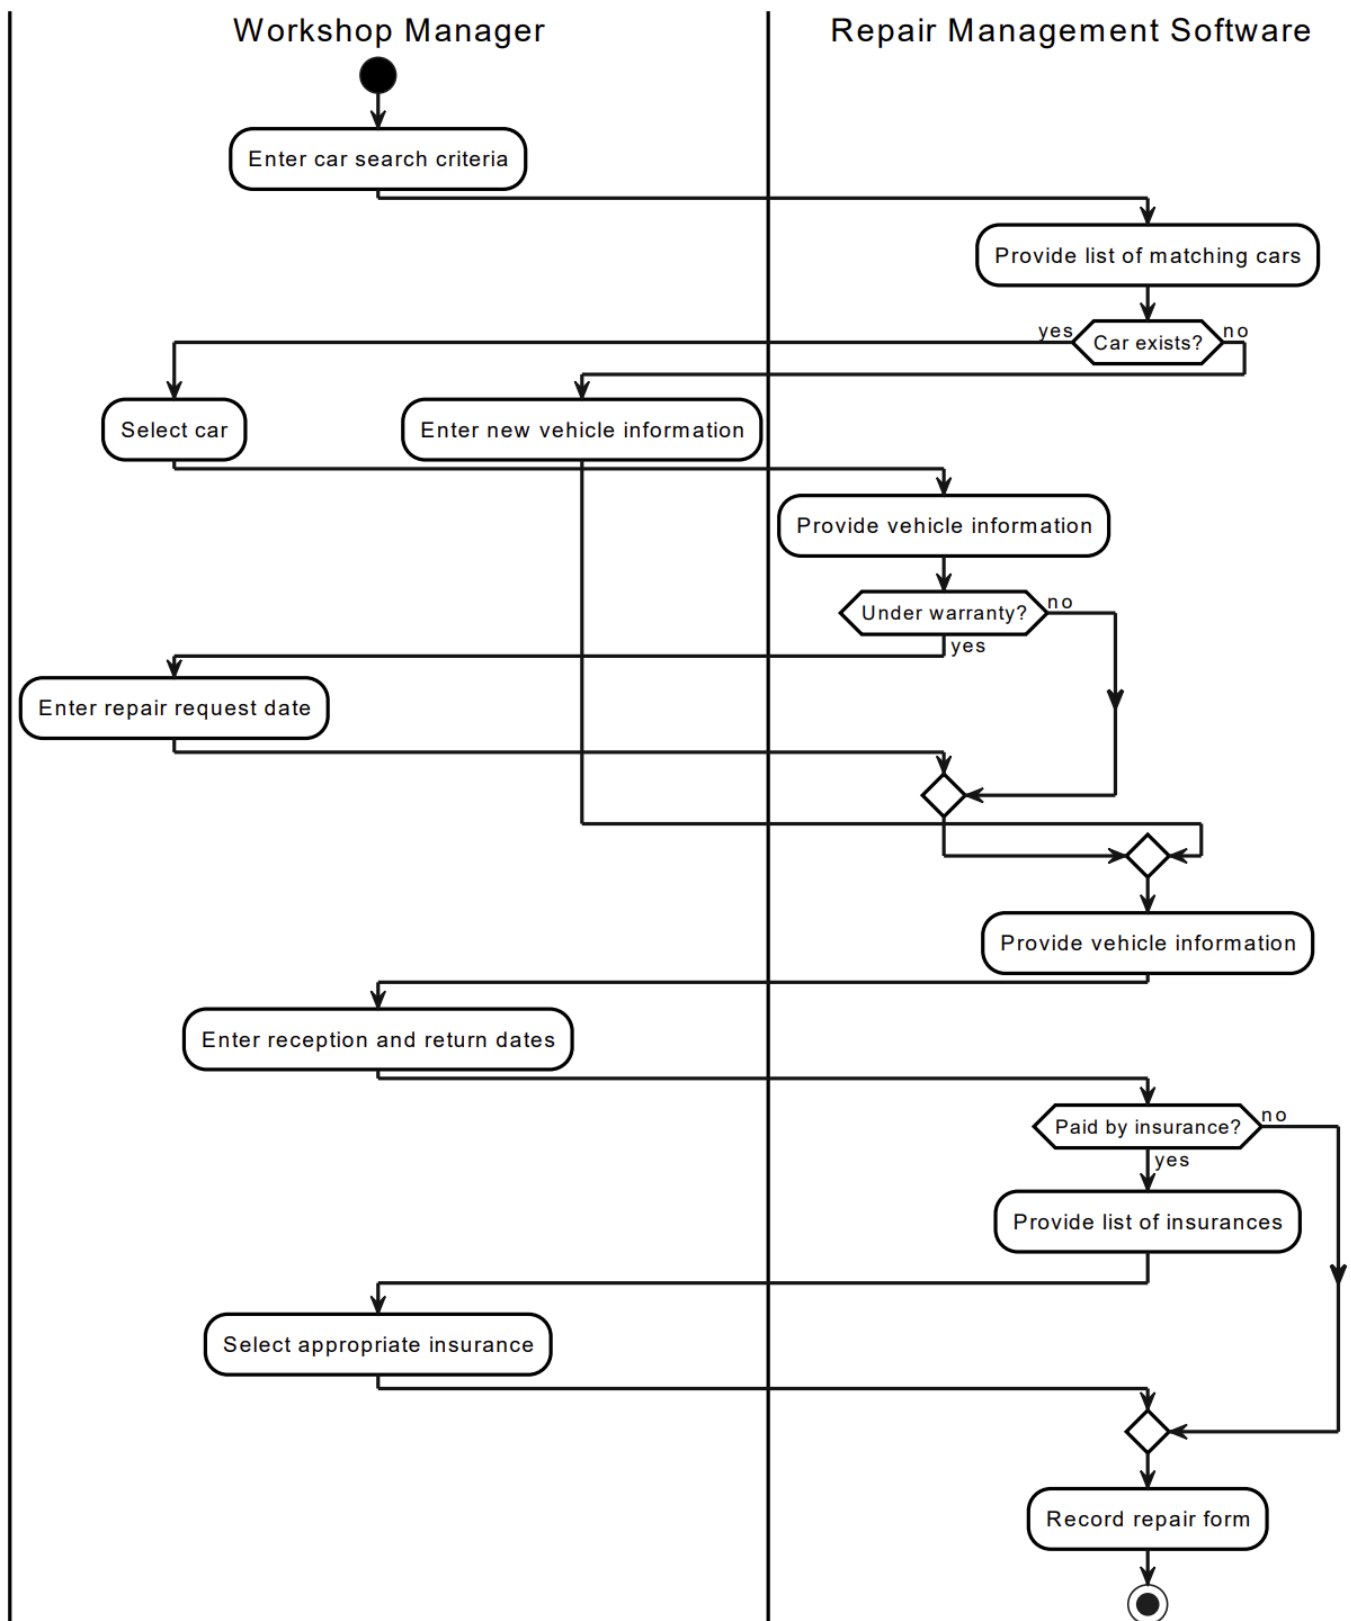 Workshop Manager
Repair Management Software
Enter car search criteria
Provide list of matching cars
yes
Car exists?
no
Select car
Enter new vehicle information
Provide vehicle information
Under warranty?
no
yes
Enter repair request date
Provide vehicle information
Enter reception and return dates
Paid by insurance?
no
yes
Provide list of insurances
Select appropriate insurance
Record repair form